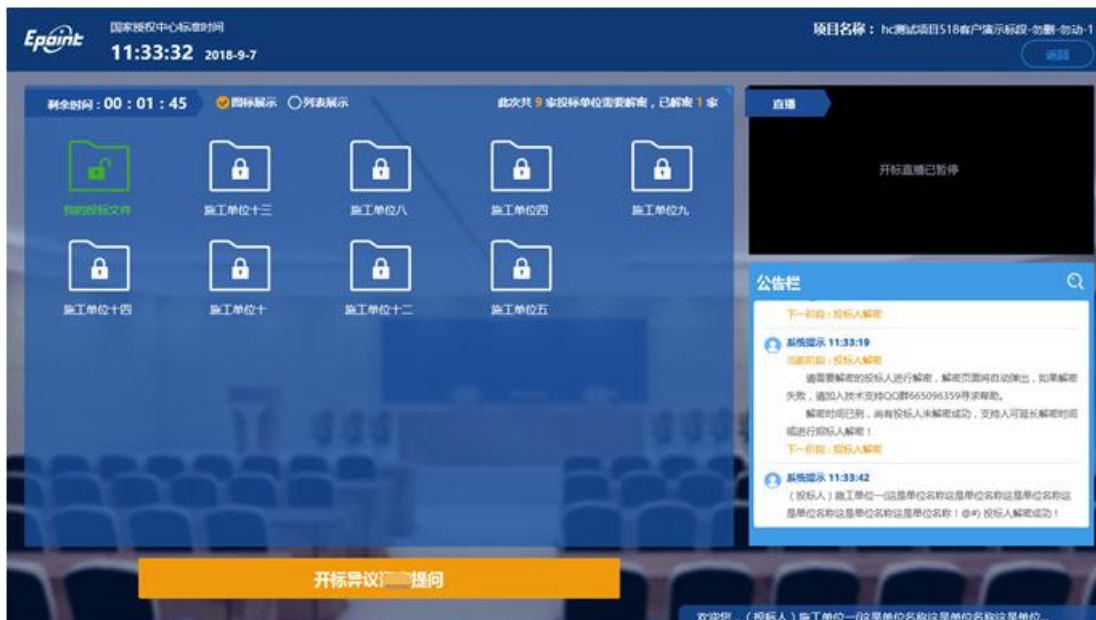 Epoint
国家授权中心标准时间
11:33:32 2018-9-7
项目名称：hc测试项目518客户演示标段-勿删-勿动-1
返回
剩余时间：00：01：45
图标展示 列表展示
此次共 9 家投标单位需要解密，已解密 1 家
我的投标文件
施工单位十三
施工单位八
施工单位四
施工单位九
施工单位十四
施工单位十
施工单位十二
施工单位五
直播
开标直播已暂停
公告栏
下一阶段：投标人解密
系统提示 11:33:19
当前阶段：投标人解密
请需要解密的投标人进行解密，解密页面将自动弹出，如果解密
失败，请加入技术支持QQ群665096359寻求帮助。
解密时间已到，尚有投标人未解密成功，支持人可延长解密时间
或进行招标人解密！
下一阶段：招标人解密
系统提示 11:33:42
（投标人）施工单位一(这是单位名称这是单位名称这是单位名称这
是单位名称这是单位名称这是单位名称！@#) 投标人解密成功！
开标异议 提问
欢迎您，（投标人）施工单位一(这是单位名称这是单位名称这是单位...